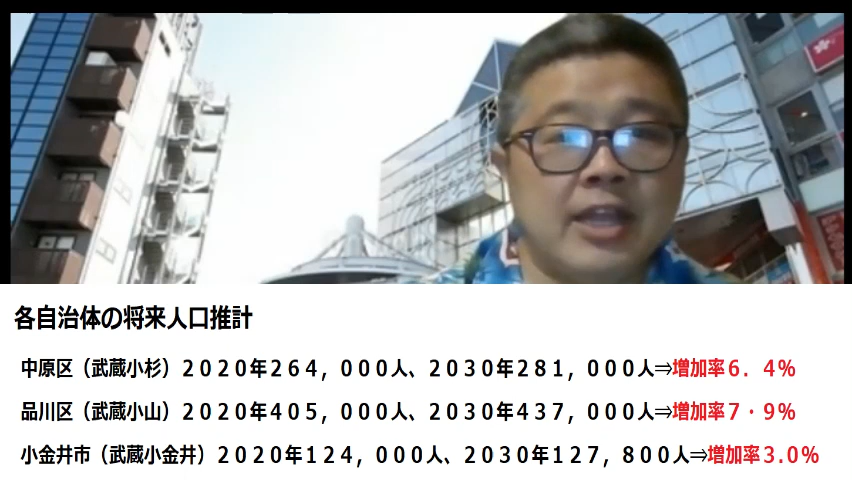 各自治体の将来人口推計
中原区（武蔵小杉）２０２０年２６４，０００人、２０３０年２８１，０００人⇒増加率６．４％
品川区（武蔵小山）２０２０年４０５，０００人、２０３０年４３７，０００人⇒増加率７・９％
小金井市（武蔵小金井）２０２０年１２４，０００人、２０３０年１２７，８００人⇒増加率３.０％